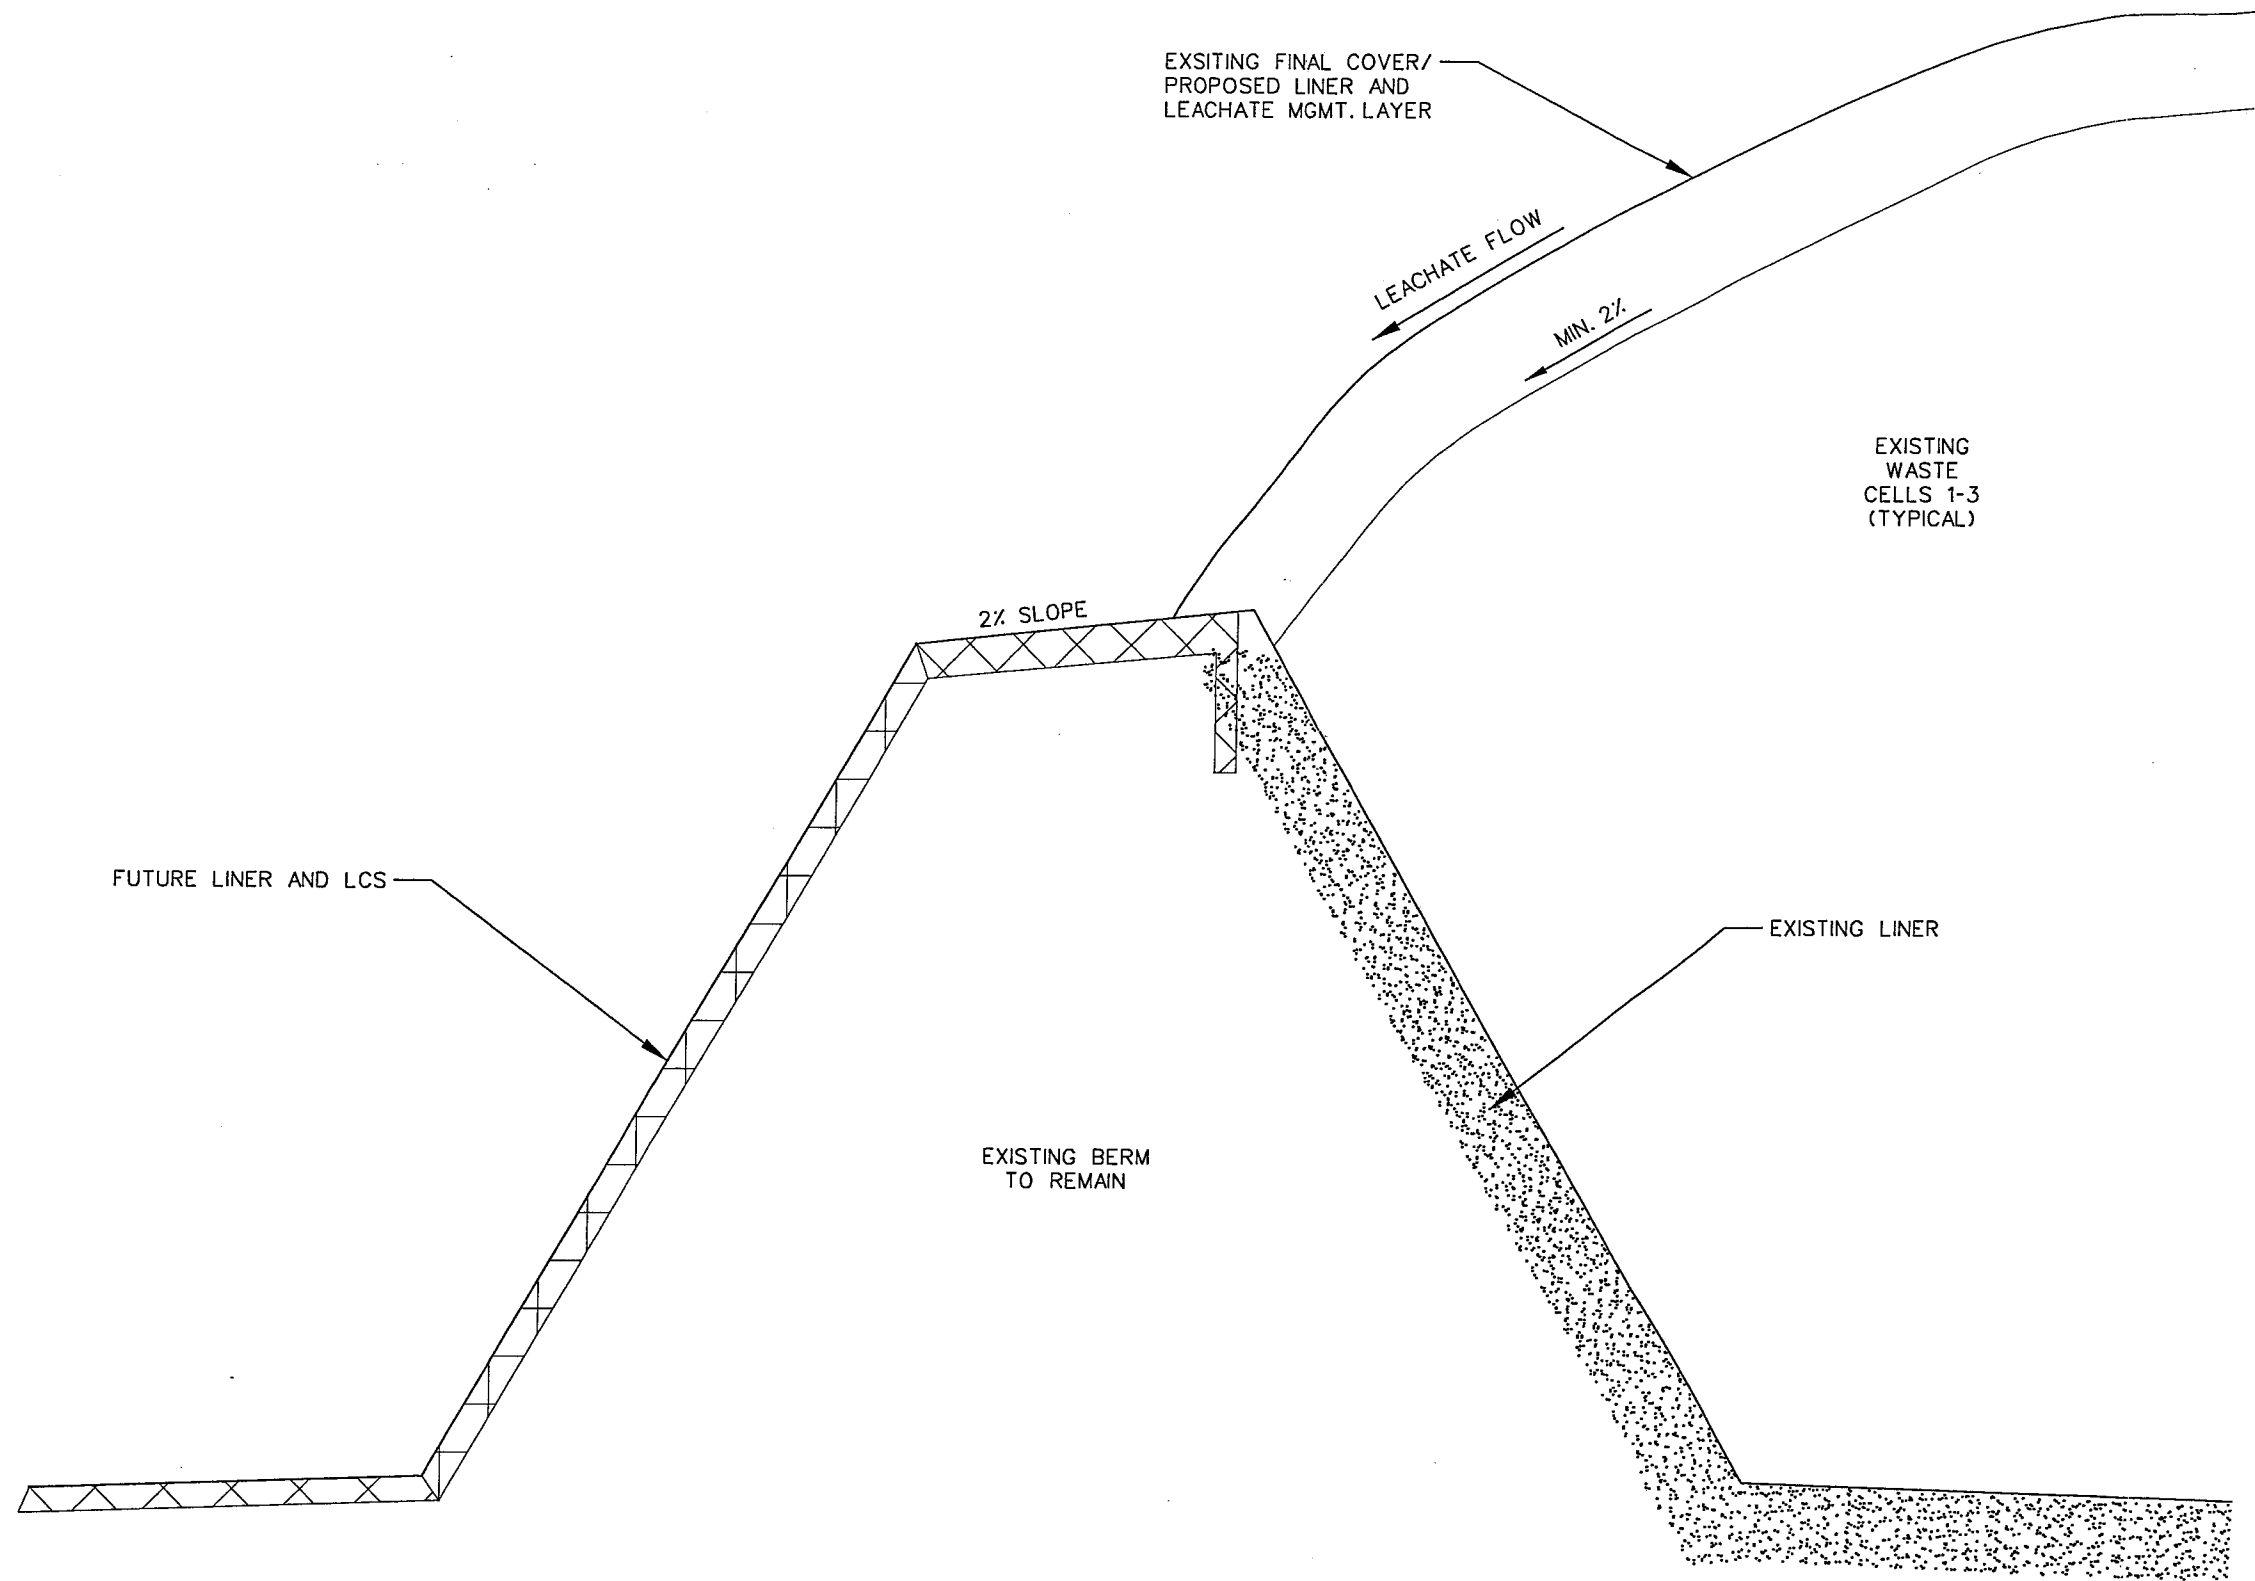 EXSITING FINAL COVER/
PROPOSED LINER AND
LEACHATE MGMT. LAYER
LEACHATE FLOW
MIN. 2%
EXISTING
WASTE
CELLS 1-3
(TYPICAL)
2% SLOPE
FUTURE LINER AND LCS
EXISTING LINER
EXISTING BERM
TO REMAIN